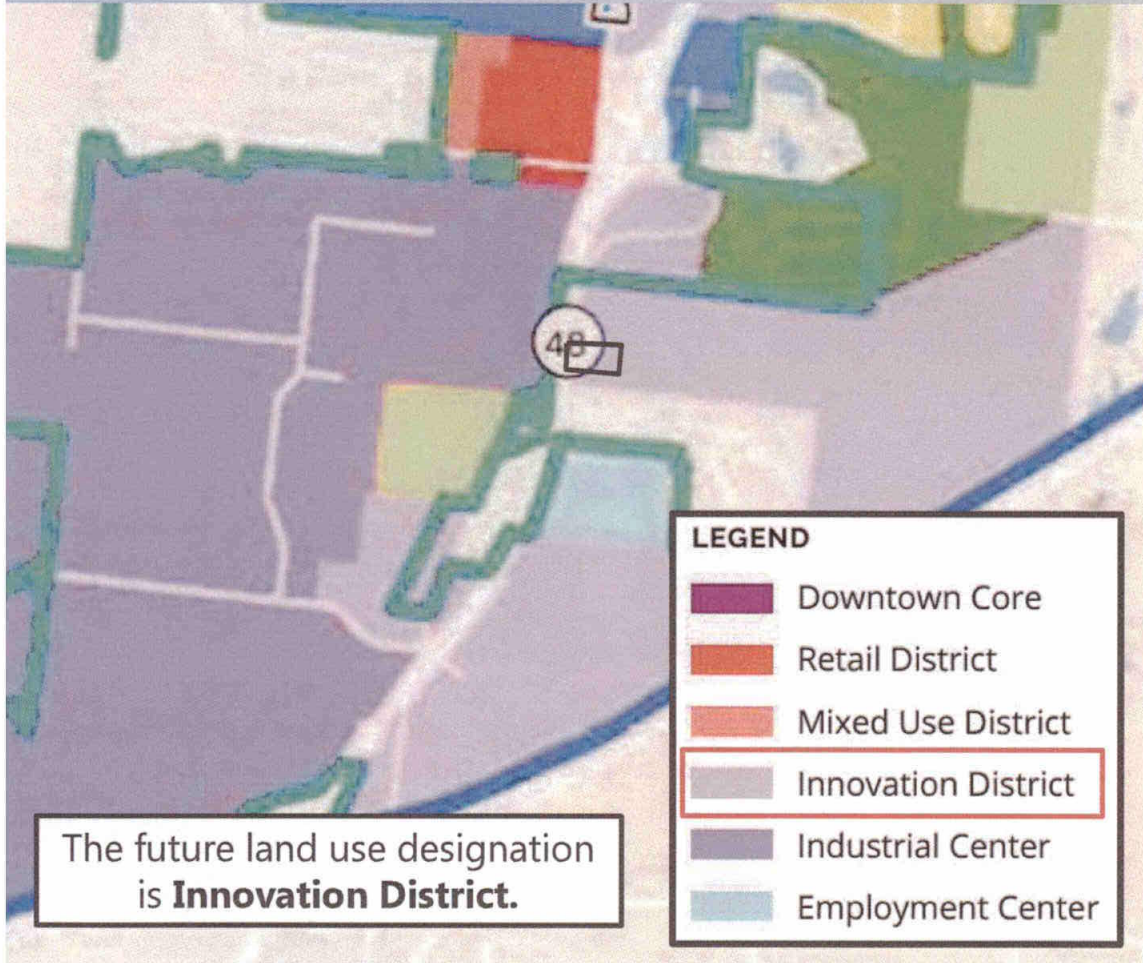 48
LEGEND
Downtown Core
Retail District
Mixed Use District
Innovation District
Industrial Center
Employment Center
The future land use designation
is Innovation District.